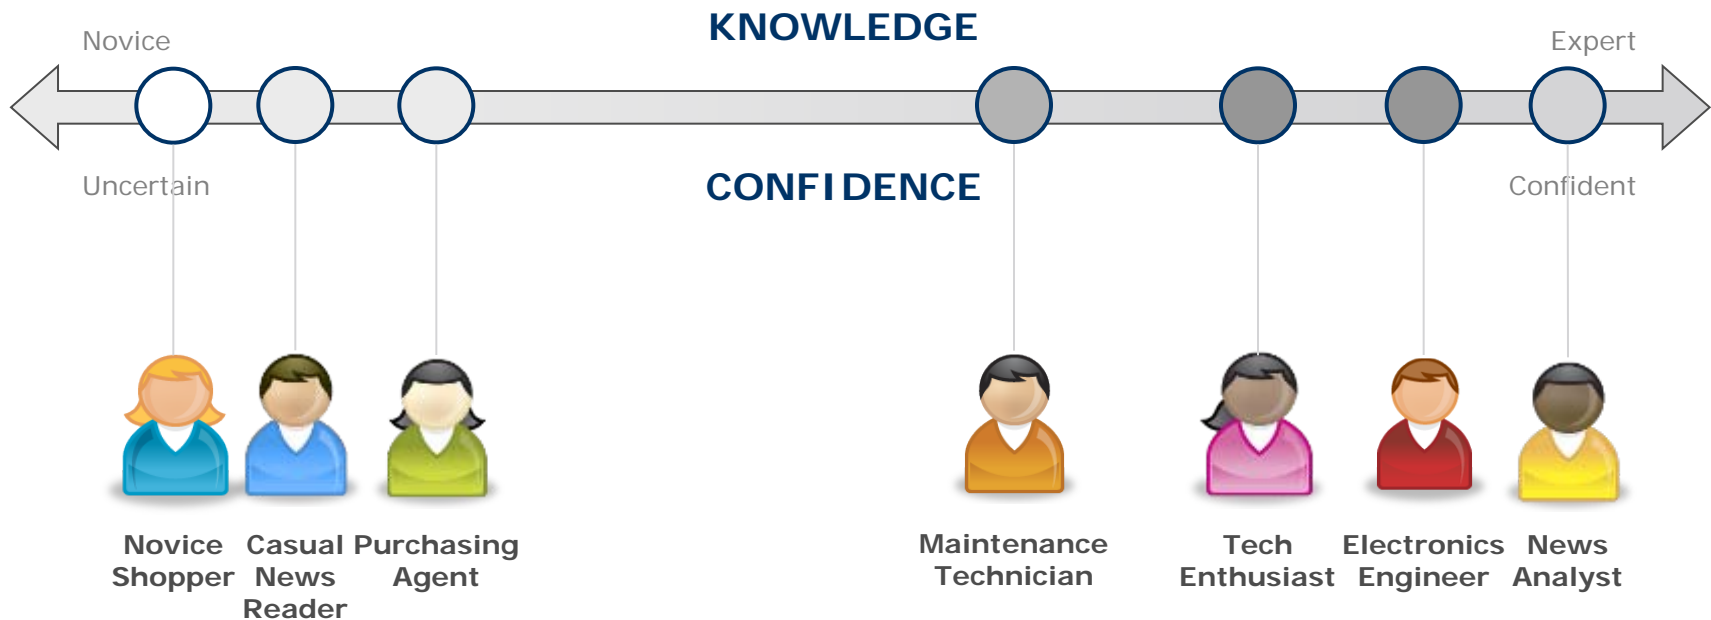 KNOWLEDGE
Novice
Expert
Uncertain
CONFIDENCE
Confident
Novice
Shopper
Casual
News
Reader
Purchasing
Agent
Maintenance
Technician
Tech
Enthusiast
Electronics
Engineer
News
Analyst